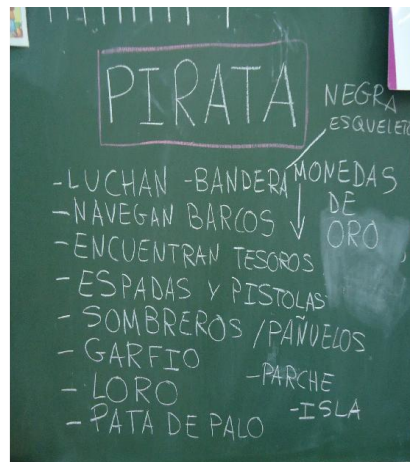 PIRATA
NEGRA
ESQUELETO
-LUCHAN -BANDERA MONEDAS
DE
ORO
-NAVEGAN BARCOS
-ENCUENTRAN TESOROS
-ESPADAS Y PISTOLAS
-SOMBREROS/PAÑUELOS
-GARFIO
-PARCHE
-LORO
-ISLA
-PATA DE PALO